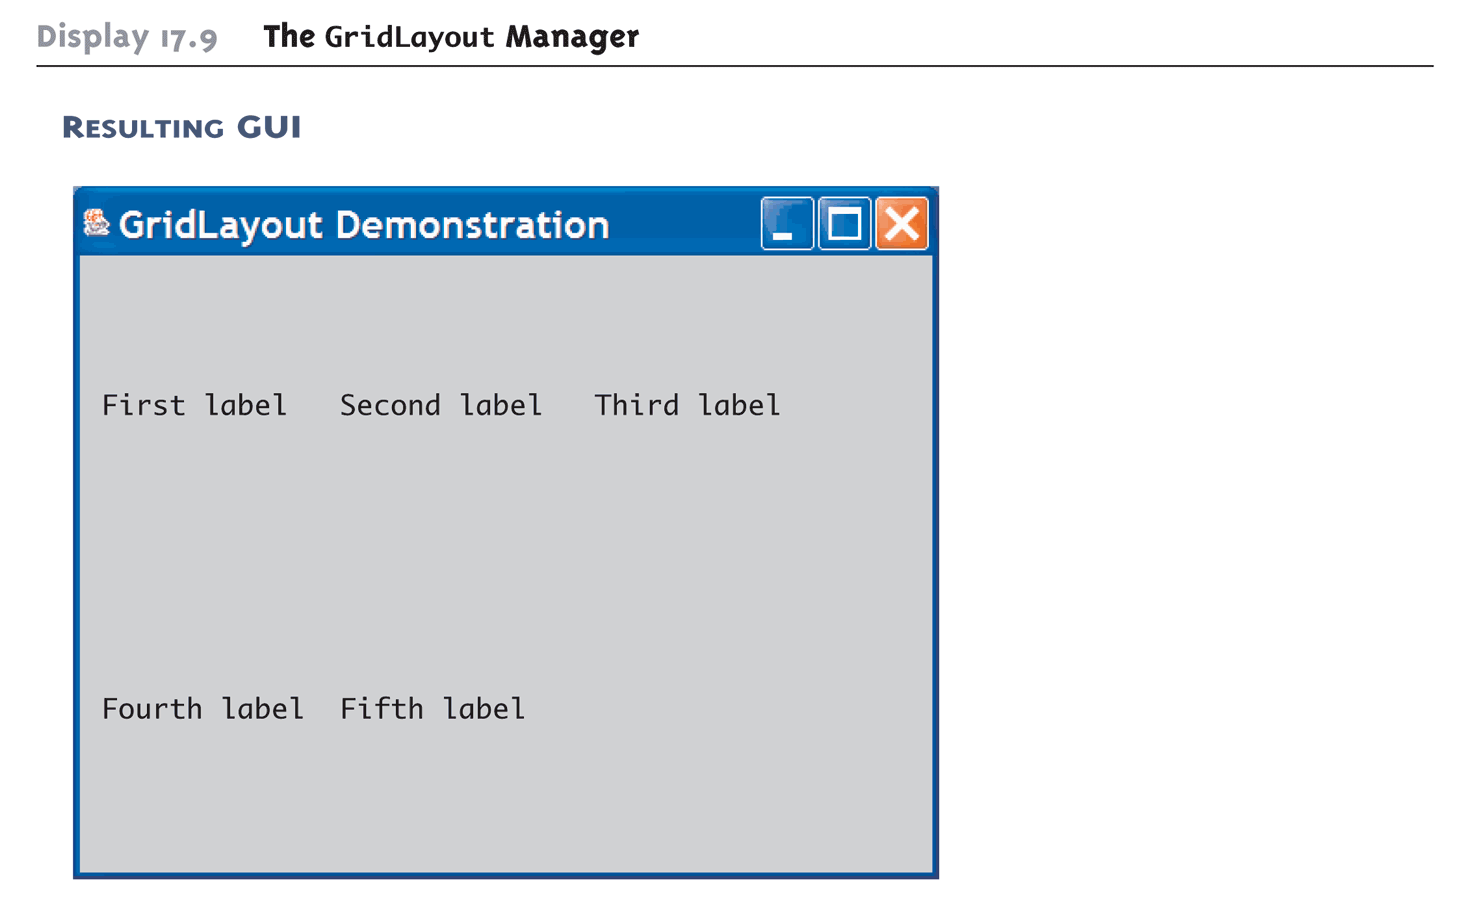 Display 17.9 The GridLayout Manager
RESULTING GUI
GridLayout Demonstration
First label Second label Third label
Fourth label Fifth label